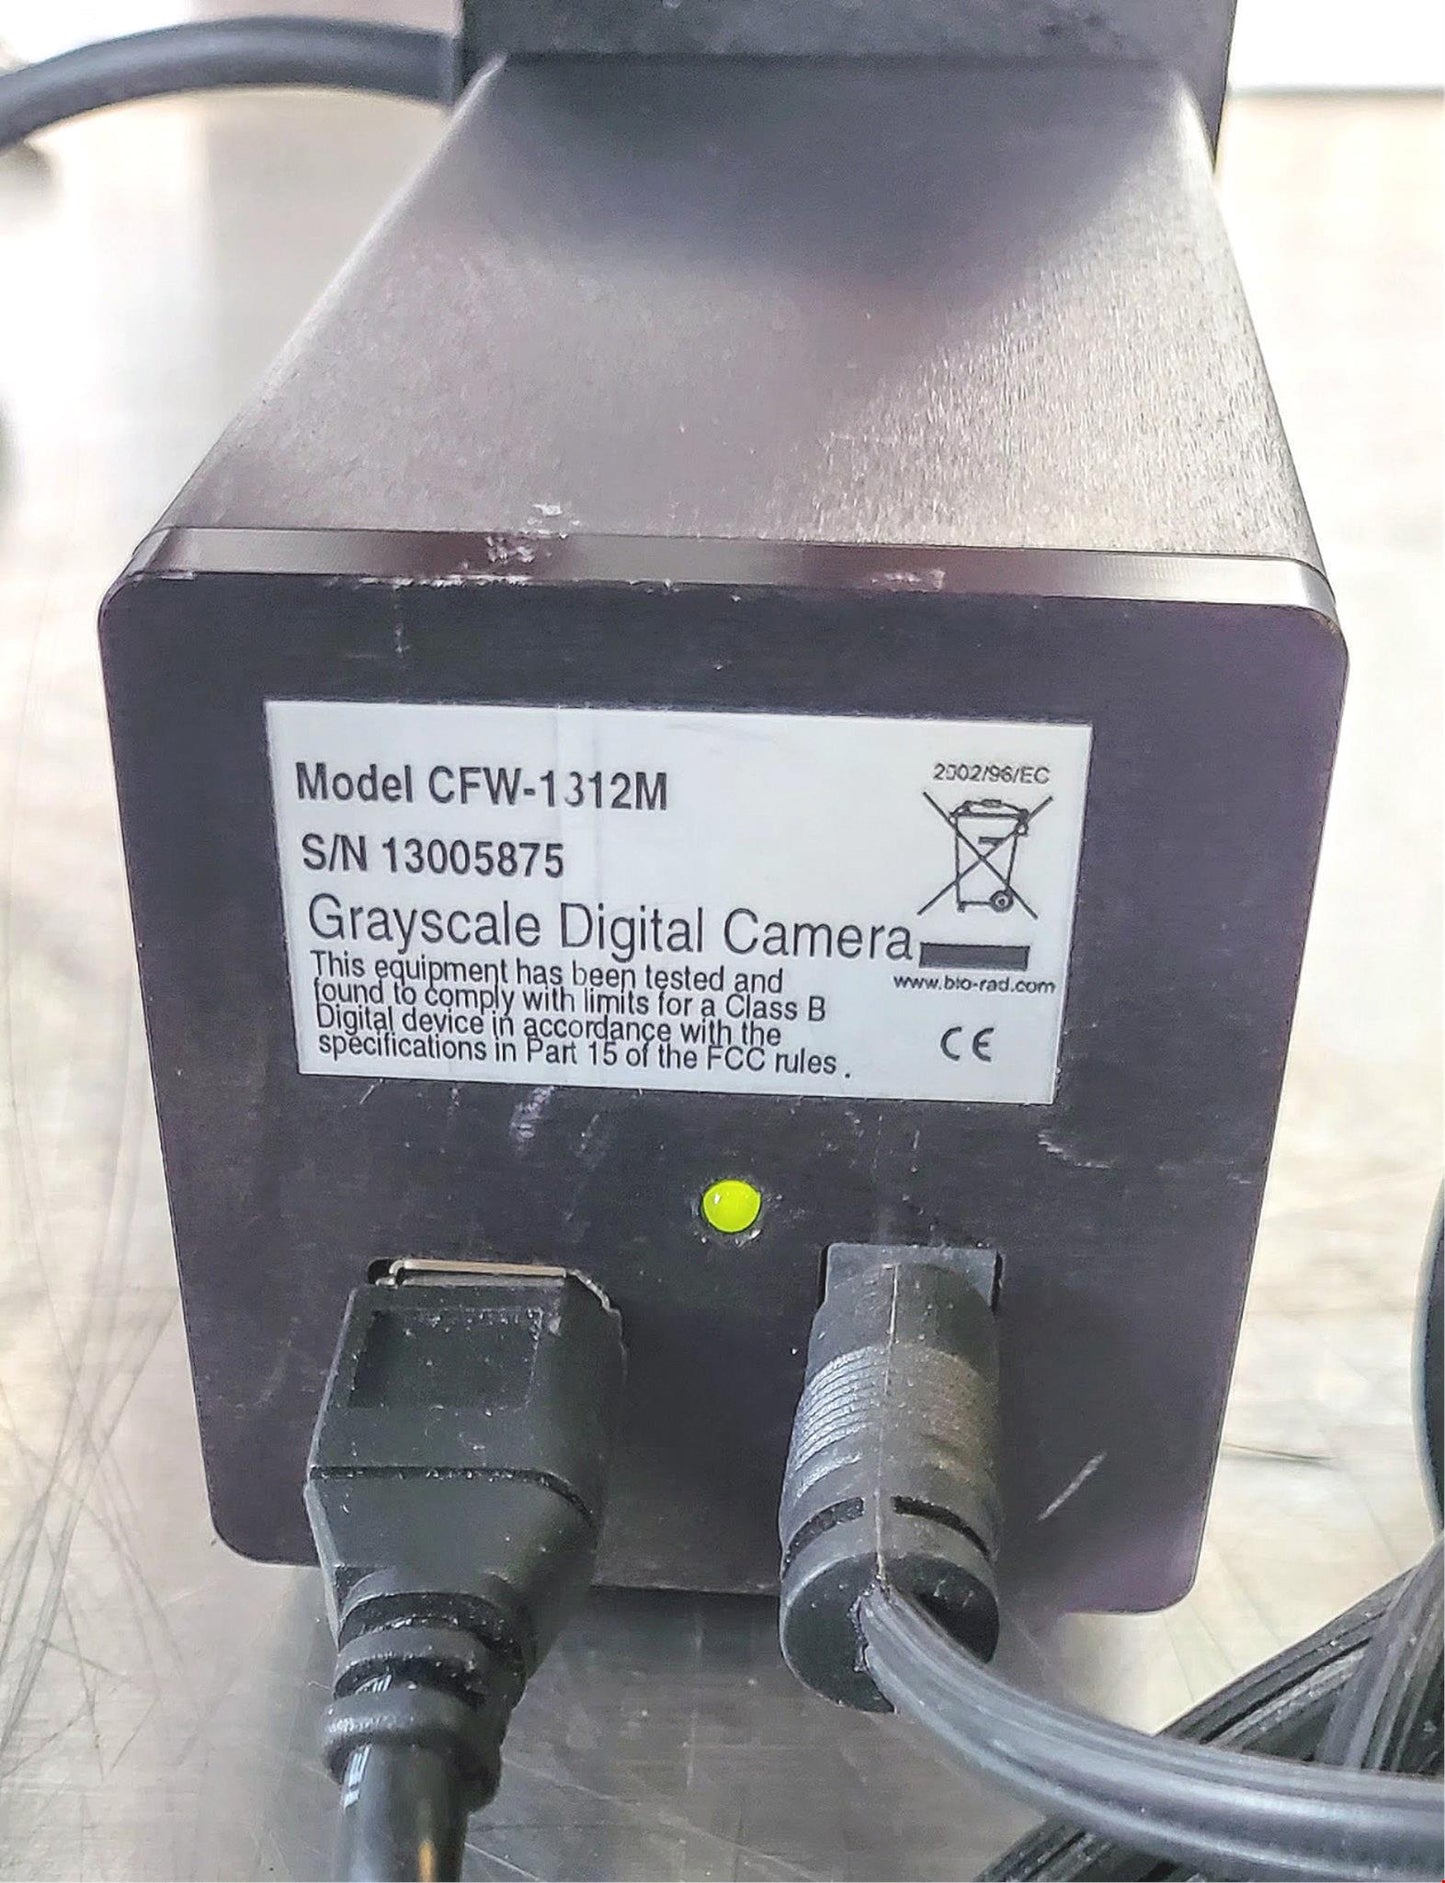 Model CFW-1312M
S/N 13005875
Grayscale Digital Camera
This equipment has been tested and
found to comply with limits for a Class B
Digital device in accordance with the
specifications in Part 15 of the FCC rules .
2002/96/EC
www.bio-rad.com
CE